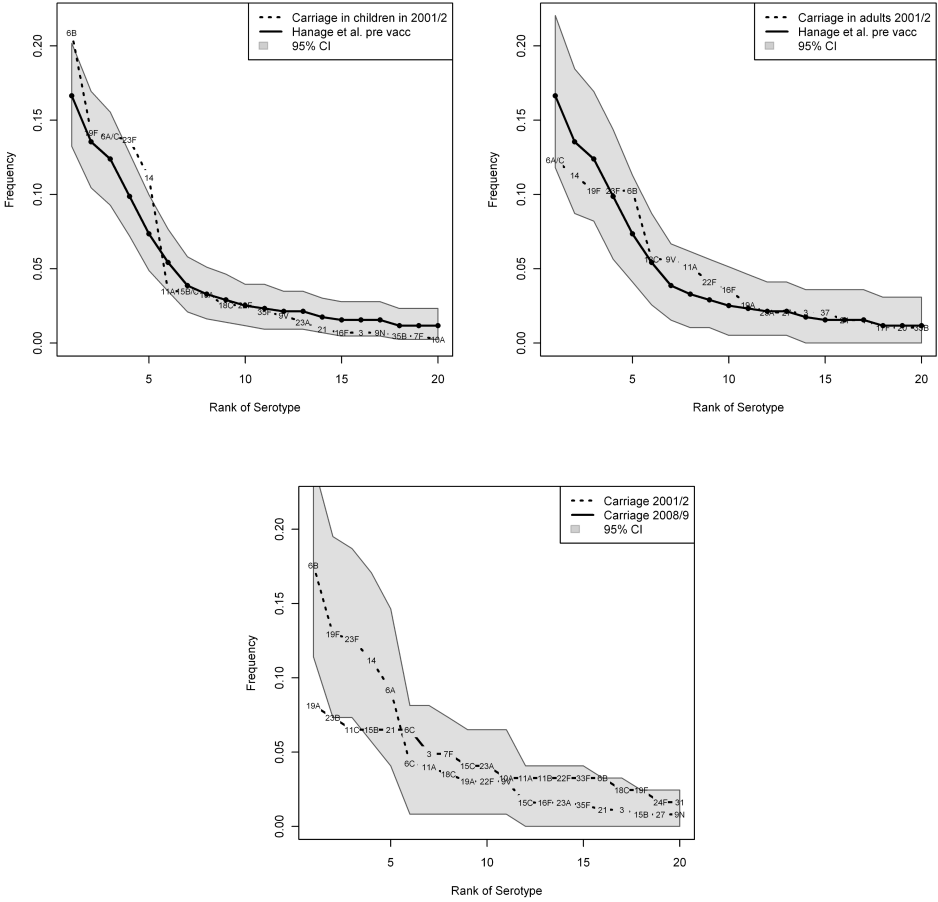 Carriage in children in 2001/2
Hanage et al. pre vacc
95% CI
6B
19F 6A/C 23F
14
11A 15B/C
18C 22F
35F 9V
23A
21 16F 3 9N 35B 7F 10A
0.00 0.05 0.10 0.15 0.20
Frequency
5 10 15 20
Rank of Serotype
Carriage in adults 2001/2
Hanage et al. pre vacc
95% CI
6A/C
14
19F 23F 6B
9V 11A
22F
16F
19A
3 37
17F 20 35B
0.00 0.05 0.10 0.15 0.20
Frequency
5 10 15 20
Rank of Serotype
Carriage 2001/2
Carriage 2008/9
95% CI
6B
19F 23F
14
6A
6C 11A 18C 19A 22F 9V
15C 16F 23A 35F 21 3 15B 27 9N
19A
23B
11C 15B 21 6C
3 7F
15C 23A
10A 11A 11B 22F 33F 6B
18C 19F
24F 31
0.00 0.05 0.10 0.15 0.20
Frequency
5 10 15 20
Rank of Serotype